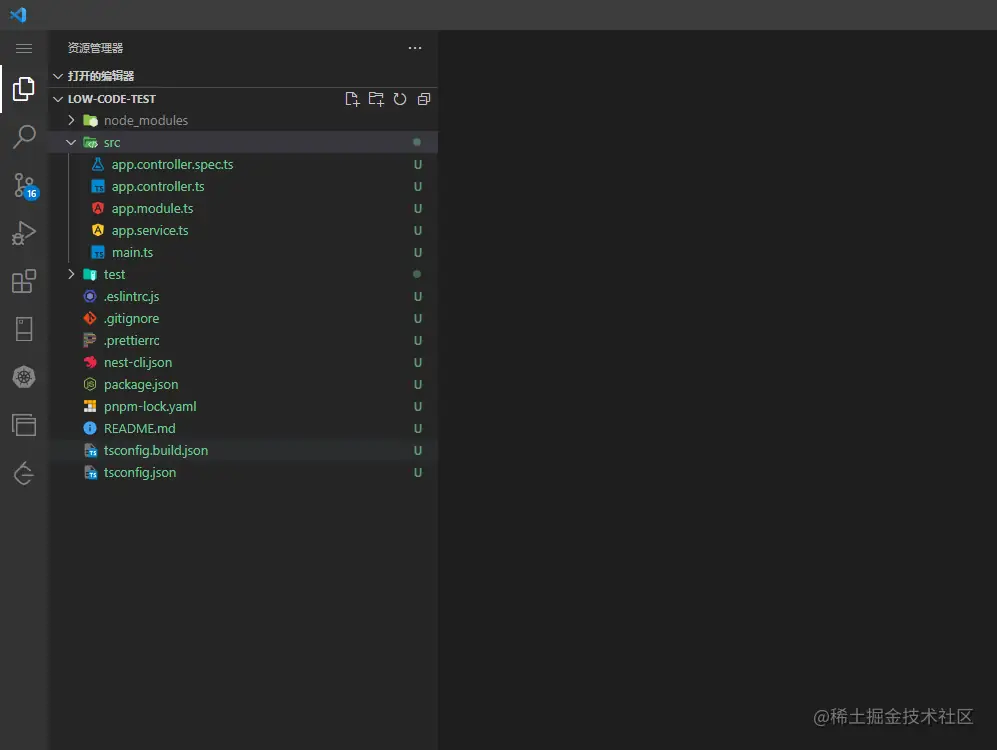 资源管理器
打开的编辑器
LOW-CODE-TEST
node_modules
src
app.controller.spec.ts U
app.controller.ts U
app.module.ts U
app.service.ts U
main.ts U
test
.eslintrc.js U
.gitignore U
.prettierrc U
nest-cli.json U
package.json U
pnpm-lock.yaml U
README.md U
tsconfig.build.json U
tsconfig.json U
16
@稀土掘金技术社区